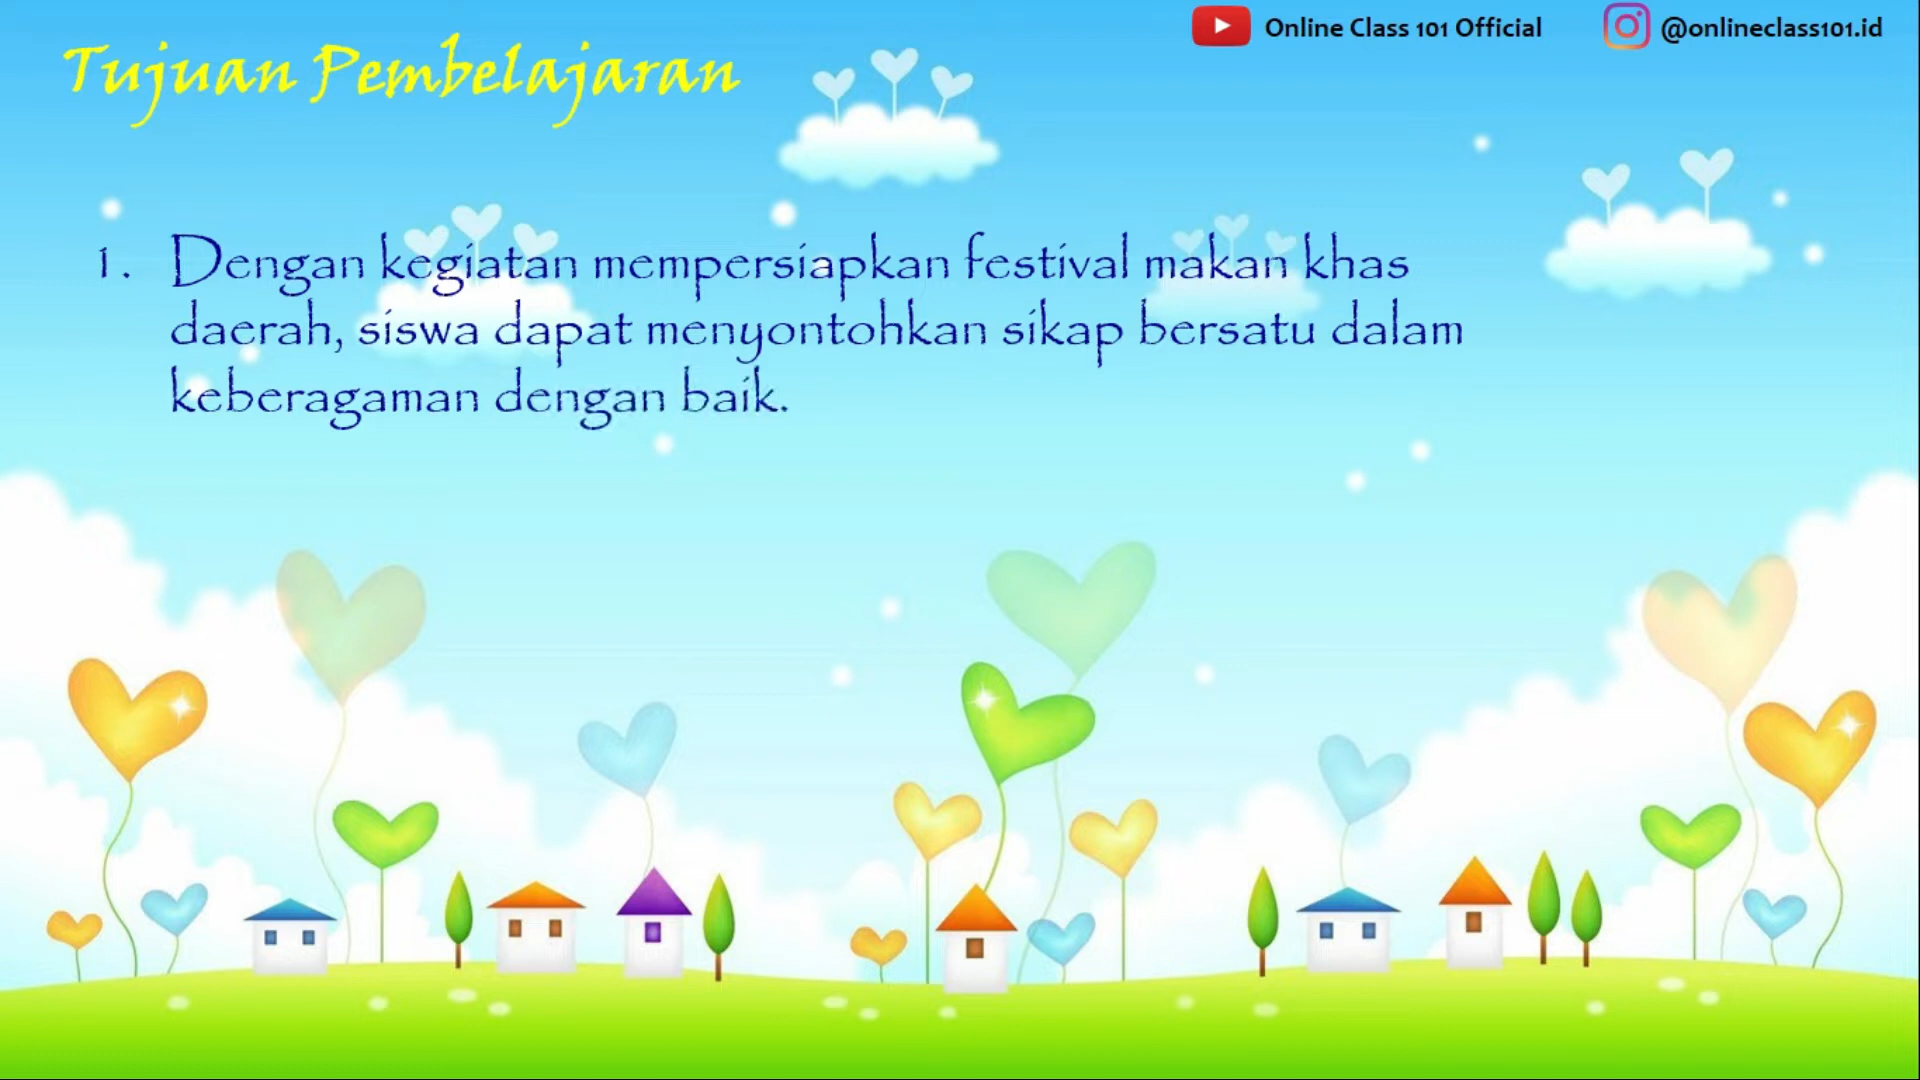 Online Class 101 Official @onlineclass101.id
Tujuan Pembelajaran
1. Dengan kegiatan mempersiapkan festival makan khas
daerah, siswa dapat menyontohkan sikap bersatu dalam
keberagaman dengan baik.